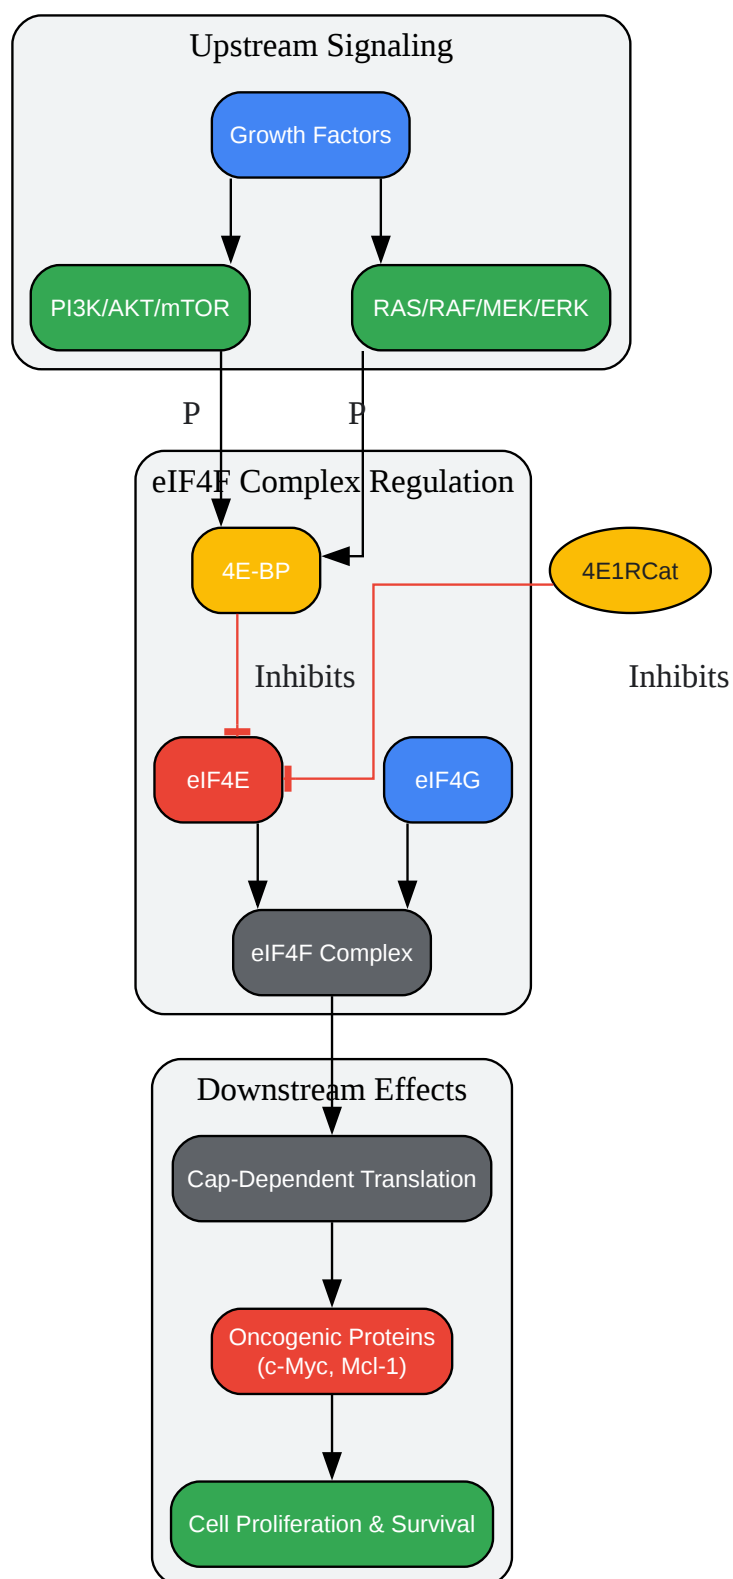 Upstream Signaling
Growth Factors
PI3K/AKT/mTOR
RAS/RAF/MEK/ERK
P
P
eIF4F Complex Regulation
4E-BP
4E1RCat
Inhibits
Inhibits
eIF4E
eIF4G
eIF4F Complex
Downstream Effects
Cap-Dependent Translation
Oncogenic Proteins
(c-Myc, Mcl-1)
Cell Proliferation & Survival